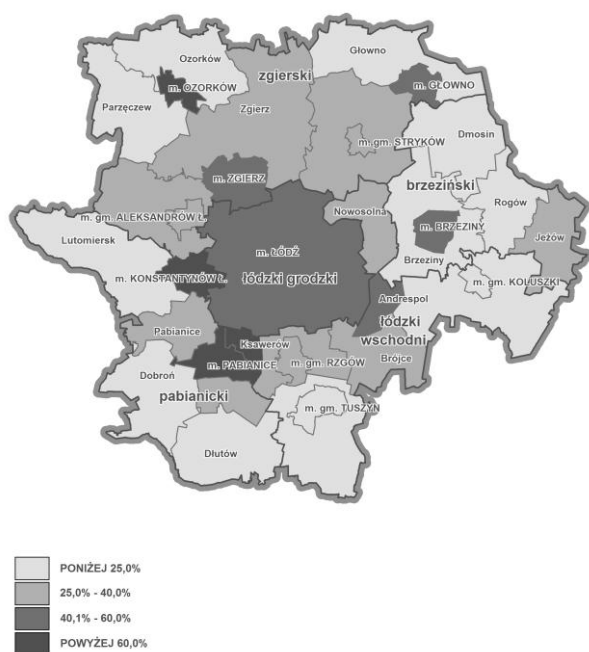 Ozorków
Głowno
zgierski
m. OZORKÓW
m. GŁOWNO
Parzęczew
Zgierz
Dmosin
m. gm. STRYKÓW
m. ZGIERZ
brzeziński
Rogów
Nowosolna
m. gm. ALEKSANDRÓW Ł.
m. BRZEZINY
Lutomiersk
Jeżów
m. ŁÓDŹ
Brzeziny
m. KONSTANTYNÓW Ł.
łódzki grodzki
m. gm. KOLUSZKI
Andrespol
łódzki
Pabianice
wschodni
Ksawerów
Brójce
m. PABIANICE
m. gm. RZGÓW
Dobroń
pabianicki
m. gm. TUSZYN
Dłutów
PONIŻEJ 25,0%
25,0% - 40,0%
40,1% - 60,0%
POWYŻEJ 60,0%